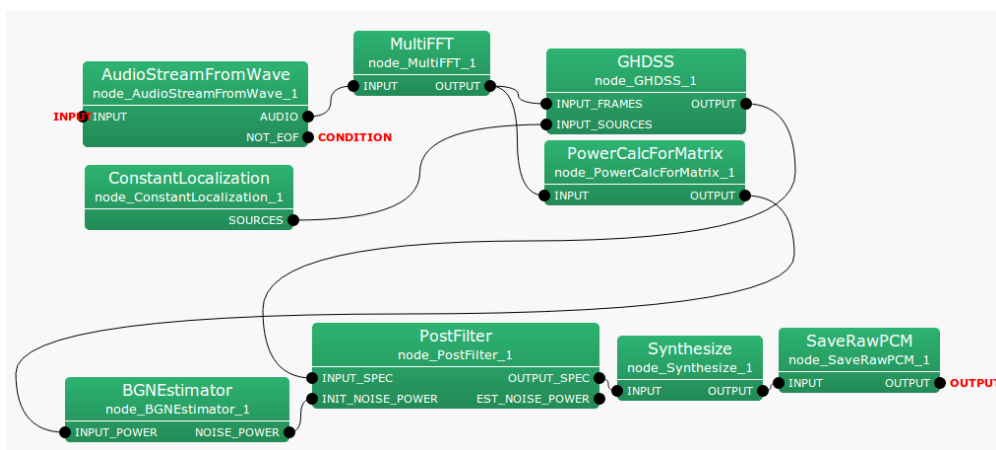 AudioStreamFromWave
node_AudioStreamFromWave_1
INPUT INPUT
AUDIO
NOT_EOF CONDITION
MultiFFT
node_MultiFFT_1
INPUT OUTPUT
GHDSS
node_GHDSS_1
INPUT_FRAMES OUTPUT
INPUT_SOURCES
ConstantLocalization
node_ConstantLocalization_1
SOURCES
PowerCalcForMatrix
node_PowerCalcForMatrix_1
INPUT OUTPUT
BGNEstimator
node_BGNEstimator_1
INPUT_POWER NOISE_POWER
PostFilter
node_PostFilter_1
INPUT_SPEC OUTPUT_SPEC
INIT_NOISE_POWER EST_NOISE_POWER
Synthesize
node_Synthesize_1
INPUT OUTPUT
SaveRawPCM
node_SaveRawPCM_1
INPUT OUTPUT OUTPUT